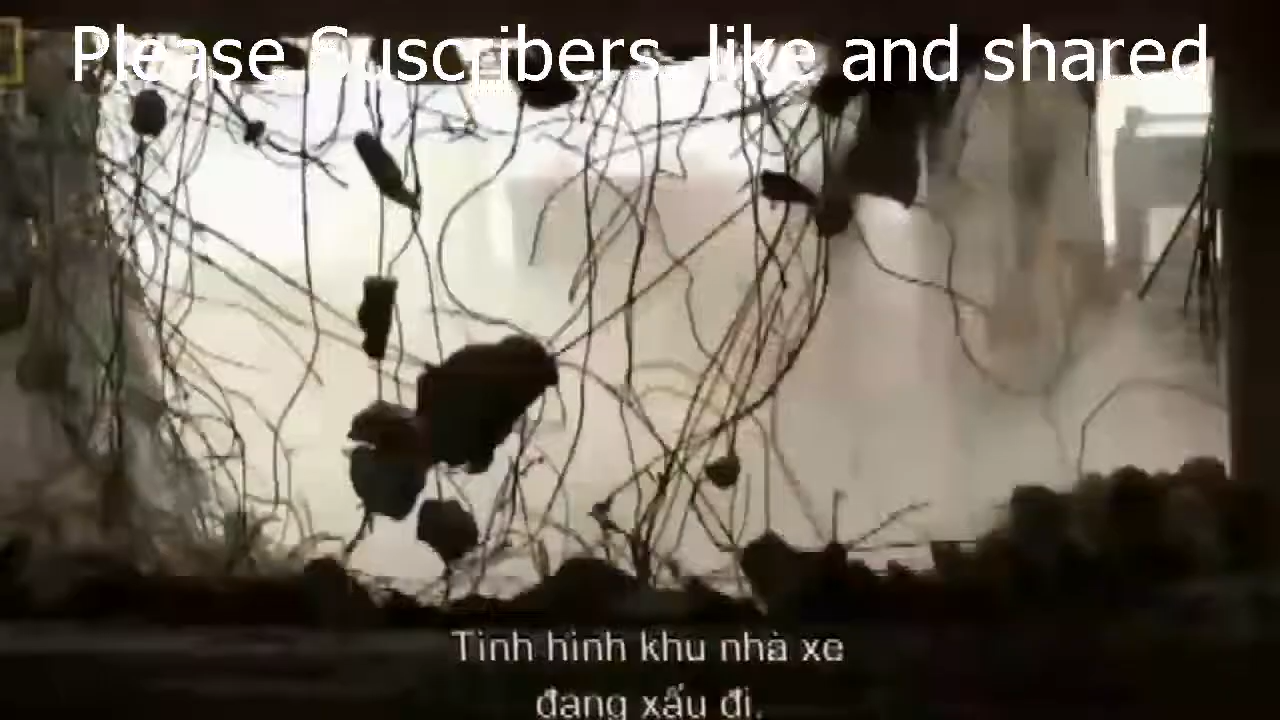 Please Suscribers, like and shared
Tình hình khu nhà xe
đang xấu đi.